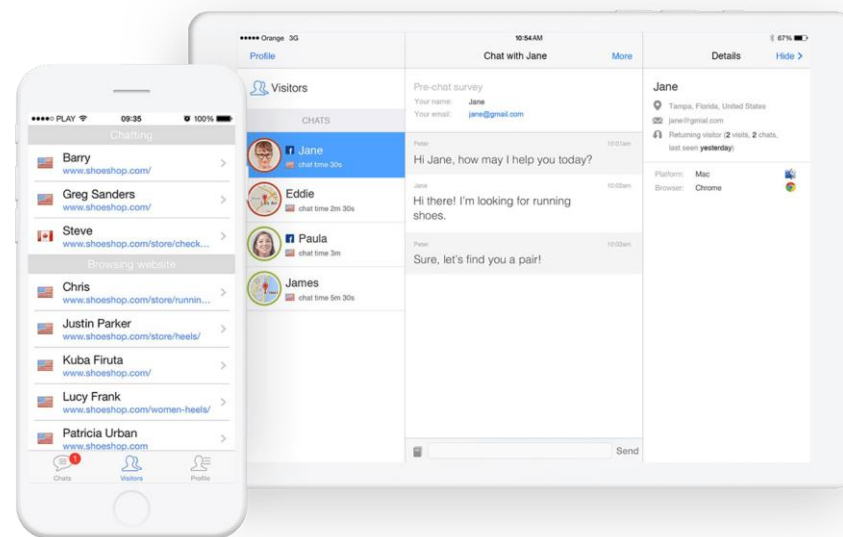 PLAY 09:35 100%
Chatting
Barry
www.shoeshop.com/
Greg Sanders
www.shoeshop.com/
Steve
www.shoeshop.com/store/check...
Browsing website
Chris
www.shoeshop.com/store/runnin...
Justin Parker
www.shoeshop.com/store/heels/
Kuba Firuta
www.shoeshop.com/
Lucy Frank
www.shoeshop.com/women-heels/
Patricia Urban
www.shoeshop.com
1
Chats Visitors Profile
Orange 3G 10:54AM 67%
Profile
Visitors
CHATS
Jane
chat time 30s
Eddie
chat time 2m 30s
Paula
chat time 3m
James
chat time 5m 30s
Chat with Jane More
Pre-chat survey
Your name: Jane
Your email: jane@gmail.com
Peter 10:01am
Hi Jane, how may I help you today?
Jane 10:02am
Hi there! I'm looking for running
shoes.
Peter 10:03am
Sure, let's find you a pair!
Send
Details Hide
Jane
Tampa, Florida, United States
jane@gmail.com
Returning visitor (2 visits, 2 chats,
last seen yesterday)
Platform: Mac
Browser: Chrome